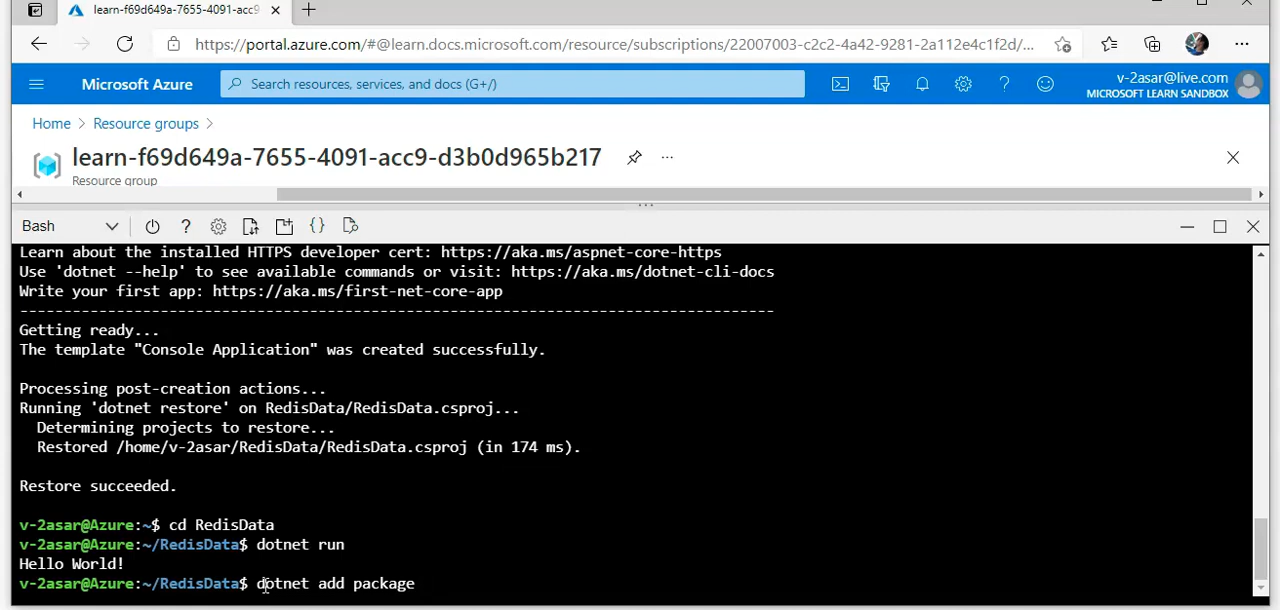 learn-f69d649a-7655-4091-acc9
https://portal.azure.com/#@learn.docs.microsoft.com/resource/subscriptions/22007003-c2c2-4a42-9281-2a112e4c1f2d/...
Microsoft Azure
Search resources, services, and docs (G+/)
v-2asar@live.com
MICROSOFT LEARN SANDBOX
Home > Resource groups >
learn-f69d649a-7655-4091-acc9-d3b0d965b217
Resource group
Bash
Learn about the installed HTTPS developer cert: https://aka.ms/aspnet-core-https
Use 'dotnet --help' to see available commands or visit: https://aka.ms/dotnet-cli-docs
Write your first app: https://aka.ms/first-net-core-app
--------------------------------------------------------------------------------------
Getting ready...
The template "Console Application" was created successfully.
Processing post-creation actions...
Running 'dotnet restore' on RedisData/RedisData.csproj...
Determining projects to restore...
Restored /home/v-2asar/RedisData/RedisData.csproj (in 174 ms).
Restore succeeded.
v-2asar@Azure:~$ cd RedisData
v-2asar@Azure:~/RedisData$ dotnet run
Hello World!
v-2asar@Azure:~/RedisData$ dotnet add package